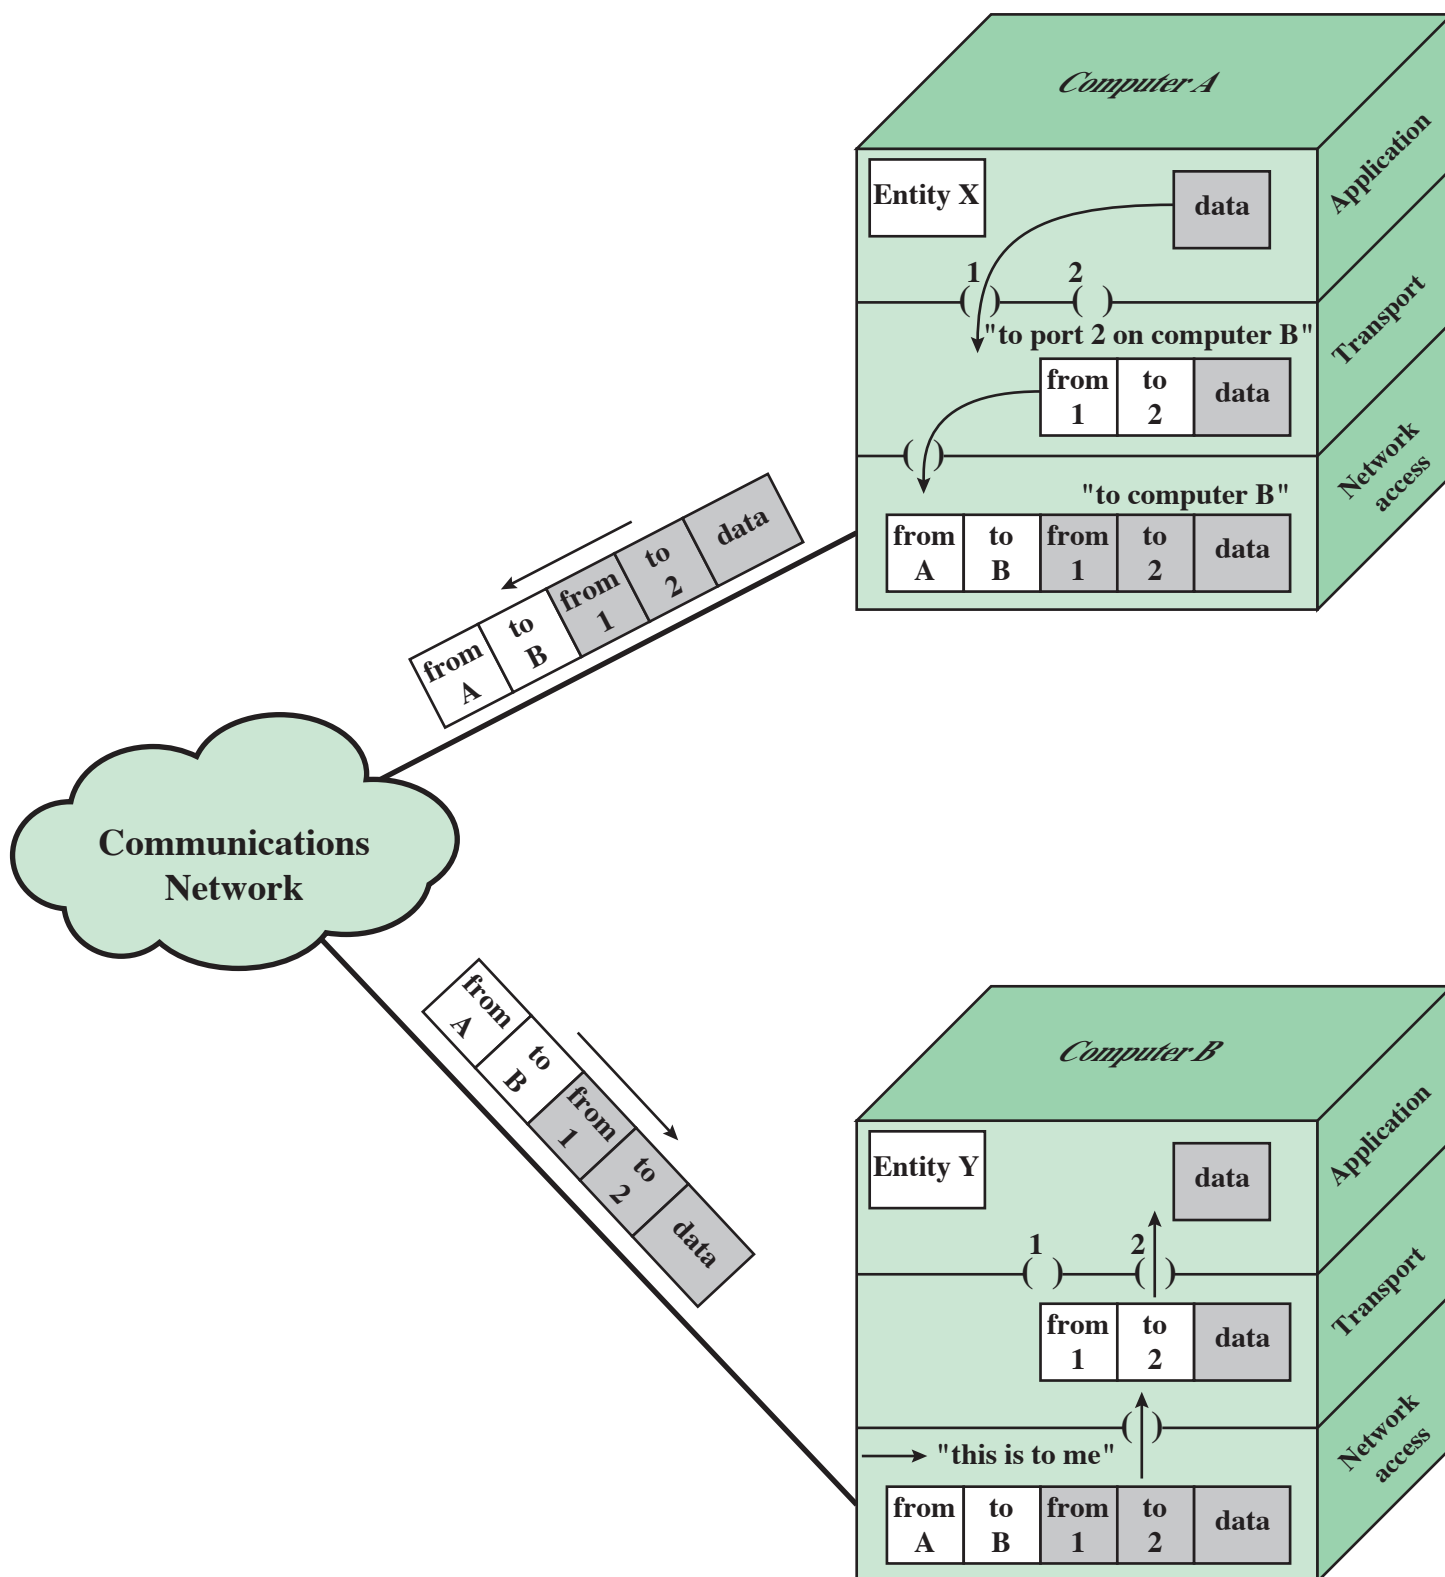 Computer A
Entity X
data
Application
1
2
"to port 2 on computer B"
Transport
from to data
1 2
"to computer B"
Network
access
from to from to data
A B 1 2
from to from to data
A B 1 2
Communications
Network
from to from to data
A B 1 2
Computer B
Entity Y
data
Application
1
2
Transport
from to data
1 2
Network
access
"this is to me"
from to from to data
A B 1 2